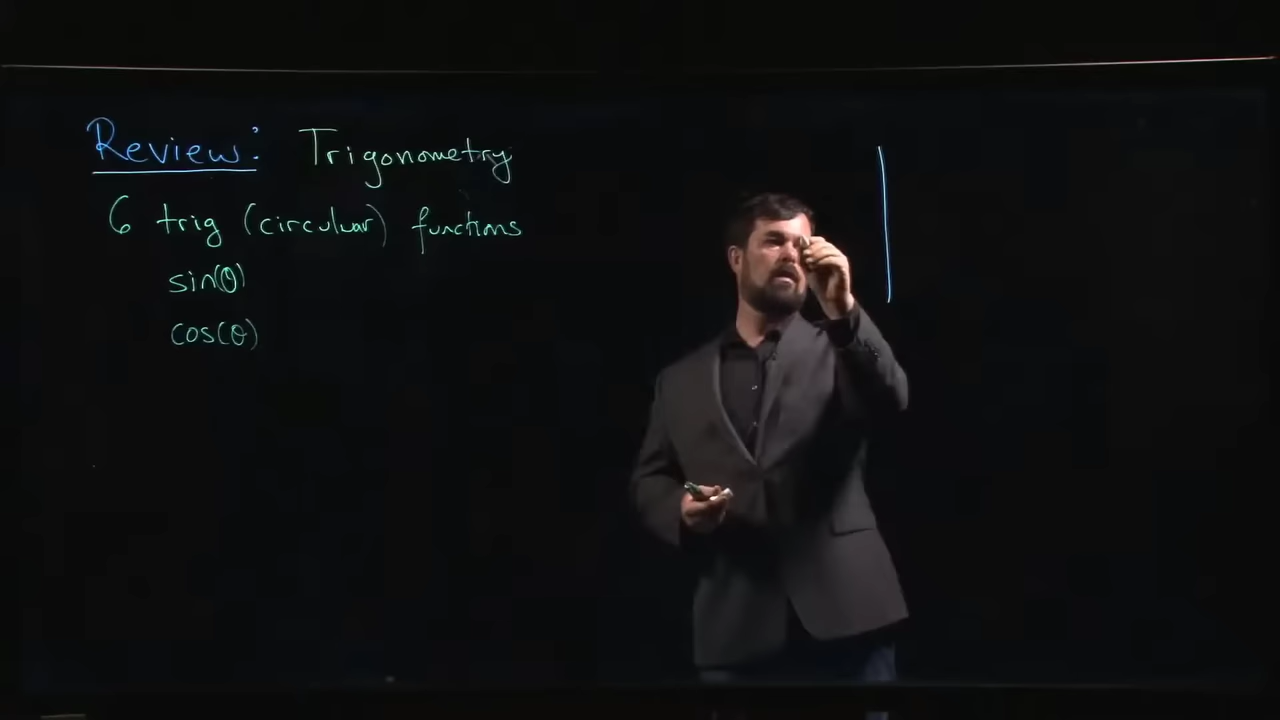 Review: Trigonometry
6 trig (circular) functions
sin(θ)
cos(θ)